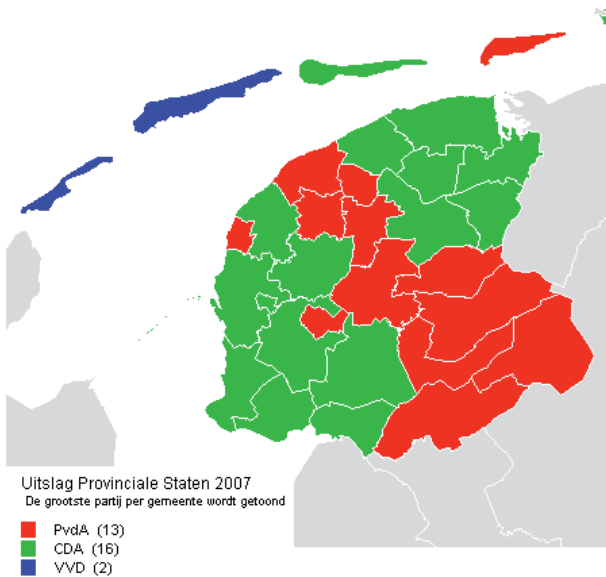 Uitslag Provinciale Staten 2007
De grootste partij per gemeente wordt getoond
PvdA (13)
CDA (16)
VVD (2)